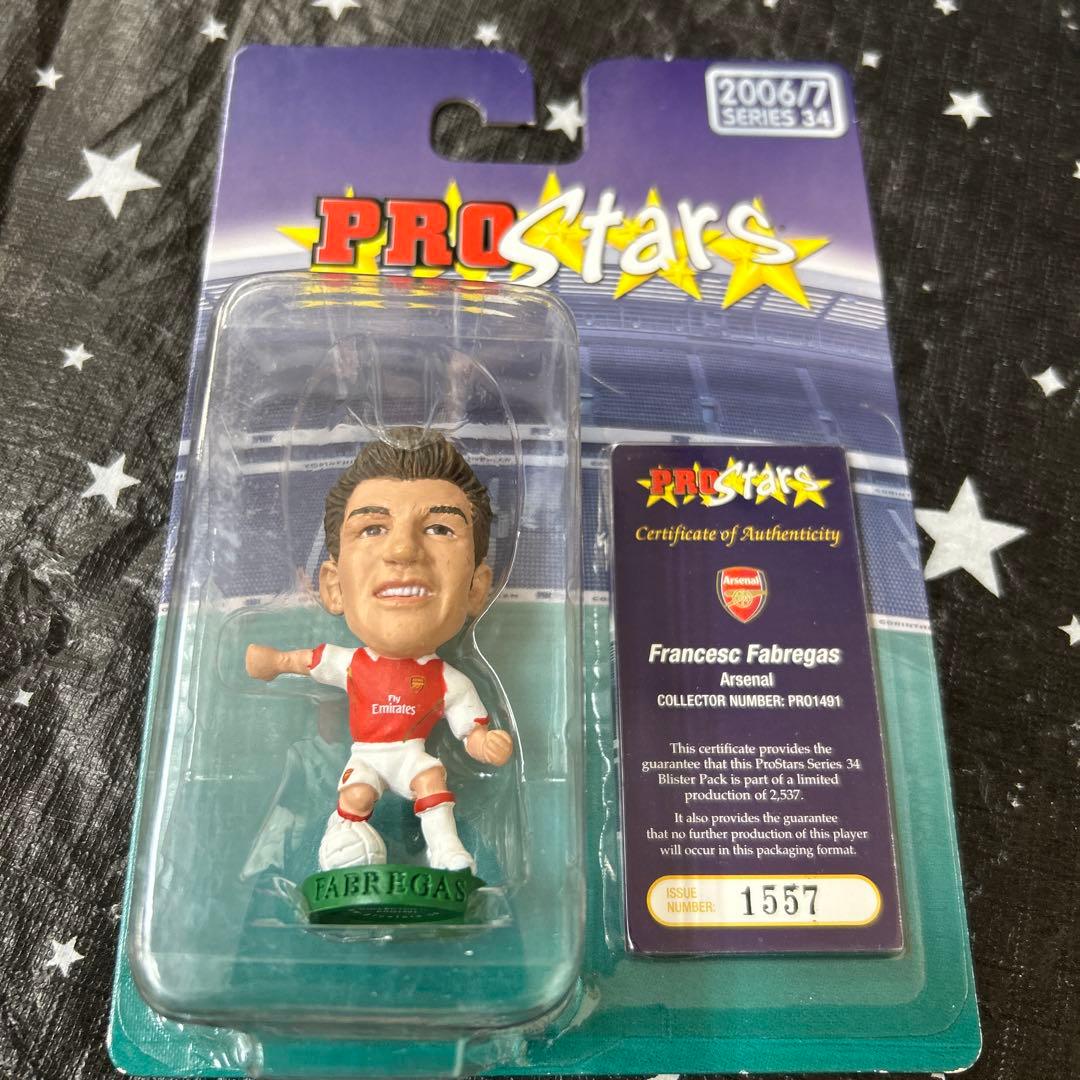 2006/7
SERIES 34
PROStars
PROStars
Certificate of Authenticity
Arsenal
Francesc Fabregas
Arsenal
COLLECTOR NUMBER: PRO1491
This certificate provides the
guarantee that this ProStars Series 34
Blister Pack is part of a limited
production of 2,537.
It also provides the guarantee
that no further production of this player
will occur in this packaging format.
ISSUE
NUMBER: 1557
Fly
Emirates
FABREGAS